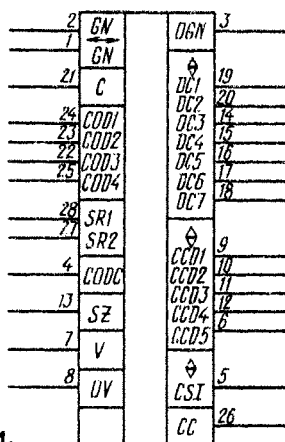 2 GN
1 GN
21 C
24 COD1
23 COD2
22 COD3
25 COD4
28 SR1
27 SR2
4 CODC
13 SZ
7 V
8 UV
OGN 3
DC1 19
DC2 20
DC3 14
DC4 15
DC5 16
DC6 17
DC7 18
CCD1 9
CCD2 10
CCD3 11
CCD4 12
CCD5 6
CSI 5
CC 26